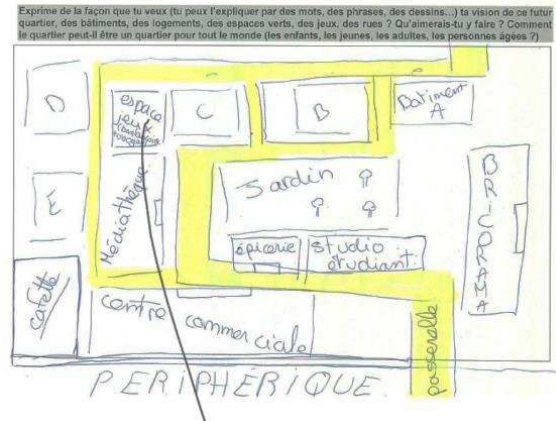 Exprime de la façon que tu veux (tu peux l'expliquer par des mots, des phrases, des dessins...) ta vision de ce futur
quartier, des bâtiments, des logements, des espaces verts, des jeux, des rues ? Qu'aimerais-tu y faire ? Comment
le quartier peut-il être un quartier pour tout le monde (les enfants, les jeunes, les adultes, les personnes âgées ?)
D
espace
jeux
C
B
Batiment
A
E
Médiathèque
Jardin
BRICORAMA
épicerie
studio
étudiant
cafette
centre commerciale
passerelle
PERIPHERIQUE